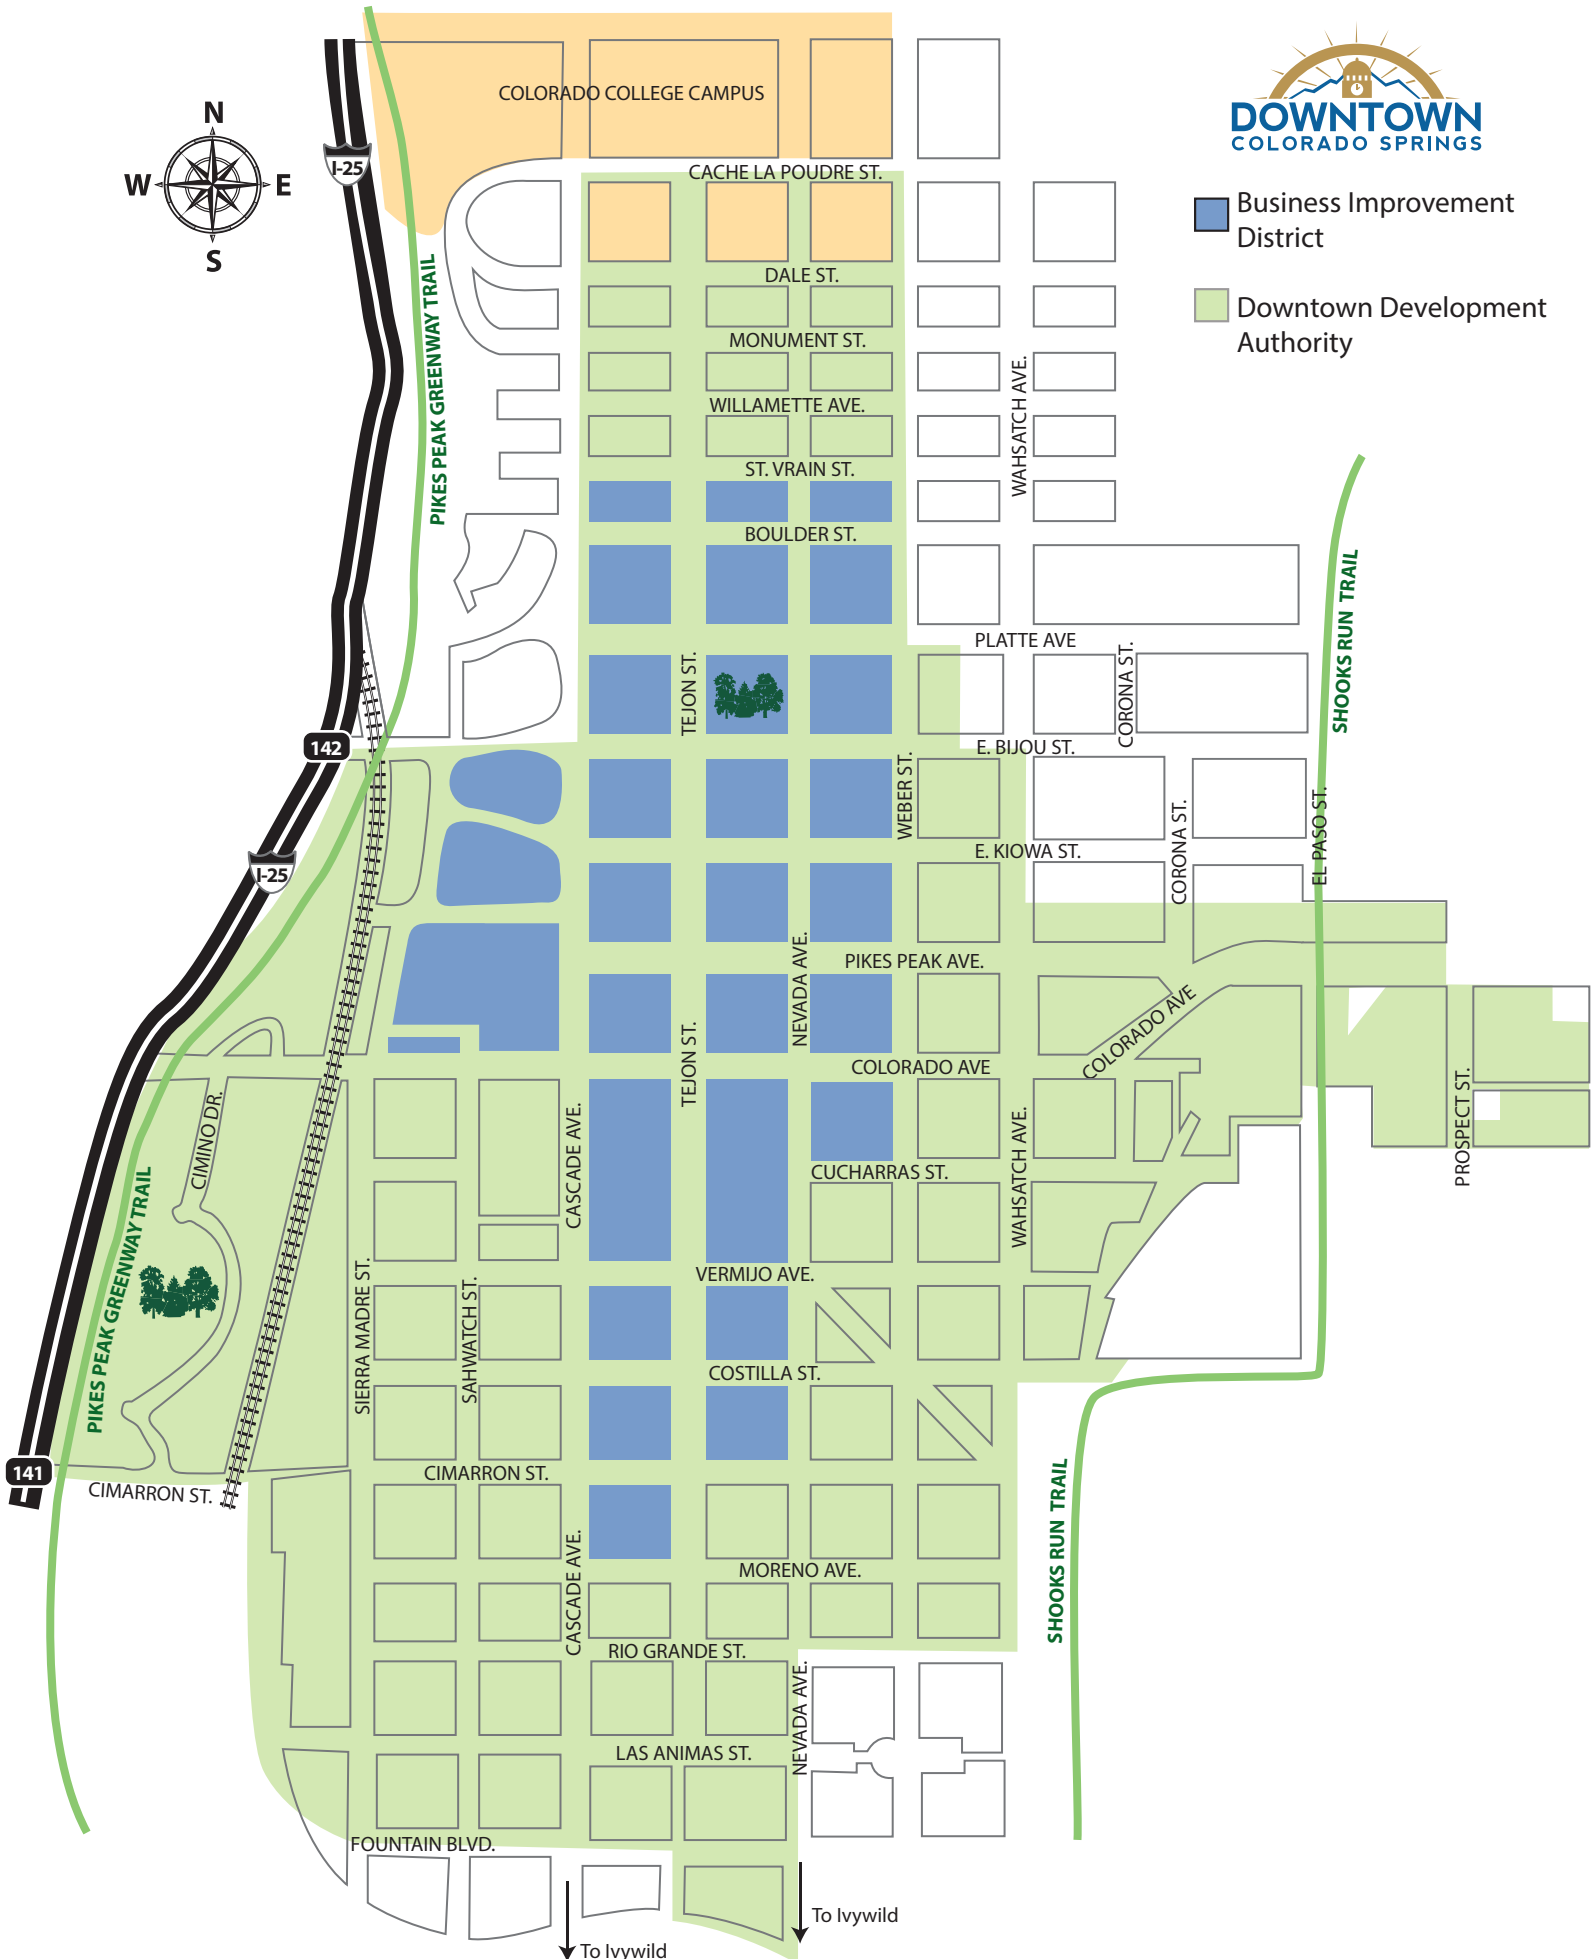 COLORADO COLLEGE CAMPUS
DOWNTOWN
COLORADO SPRINGS
N
W
E
S
I-25
CACHE LA POUDRE ST.
Business Improvement
District
DALE ST.
Downtown Development
Authority
MONUMENT ST.
PIKES PEAK GREENWAY TRAIL
WILLAMETTE AVE.
WAHSATCH AVE.
ST. VRAIN ST.
BOULDER ST.
SHOOKS RUN TRAIL
PLATTE AVE
TEJON ST.
CORONA ST.
142
E. BIJOU ST.
WEBER ST.
E. KIOWA ST.
CORONA ST.
EL PASO ST.
I-25
PIKES PEAK AVE.
NEVADA AVE.
COLORADO AVE
TEJON ST.
COLORADO AVE
CIMINO DR.
CASCADE AVE.
WAHSATCH AVE.
PROSPECT ST.
CUCHARRAS ST.
PIKES PEAK GREENWAY TRAIL
VERMIJO AVE.
SIERRA MADRE ST.
SAHWATCH ST.
COSTILLA ST.
141
CIMARRON ST.
CIMARRON ST.
SHOOKS RUN TRAIL
CASCADE AVE.
MORENO AVE.
RIO GRANDE ST.
NEVADA AVE.
LAS ANIMAS ST.
FOUNTAIN BLVD.
To Ivywild
To Ivywild